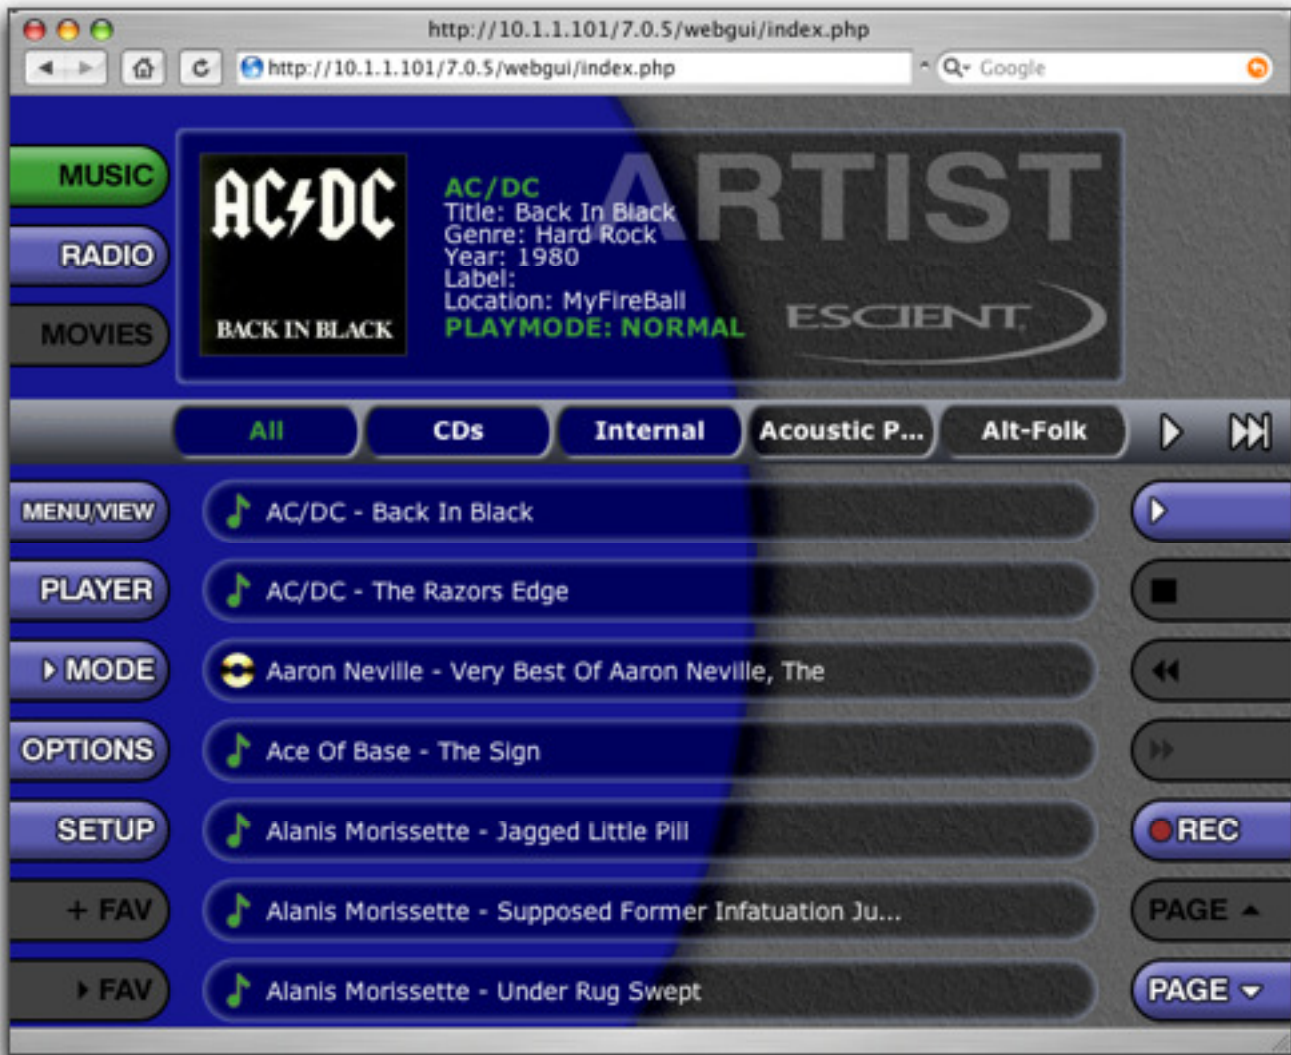 http://10.1.1.101/7.0.5/webgui/index.php
http://10.1.1.101/7.0.5/webgui/index.php
Google
MUSIC
RADIO
MOVIES
AC/DC
BACK IN BLACK
ARTIST
AC/DC
Title: Back In Black
Genre: Hard Rock
Year: 1980
Label:
Location: MyFireBall
PLAYMODE: NORMAL
ESCIENT®
All CDs Internal Acoustic P... Alt-Folk
MENU/VIEW
AC/DC - Back In Black
PLAYER
AC/DC - The Razors Edge
MODE
Aaron Neville - Very Best Of Aaron Neville, The
OPTIONS
Ace Of Base - The Sign
SETUP
Alanis Morissette - Jagged Little Pill
REC
+ FAV
Alanis Morissette - Supposed Former Infatuation Ju...
PAGE
FAV
Alanis Morissette - Under Rug Swept
PAGE